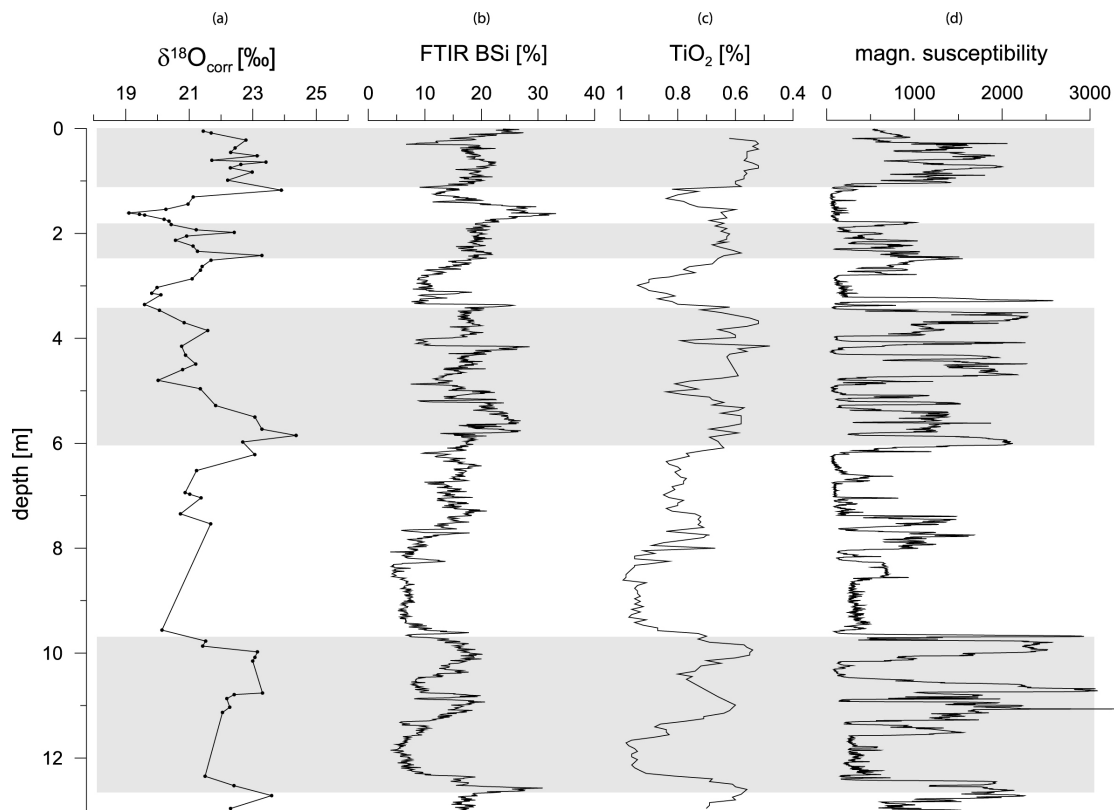 (a) (b) (c) (d)
δ18Ocorr [‰] FTIR BSi [%] TiO2 [%] magn. susceptibility
19 21 23 25 0 10 20 30 40 1 0.8 0.6 0.4 0 1000 2000 3000
0
2
4
6
8
10
12
depth [m]